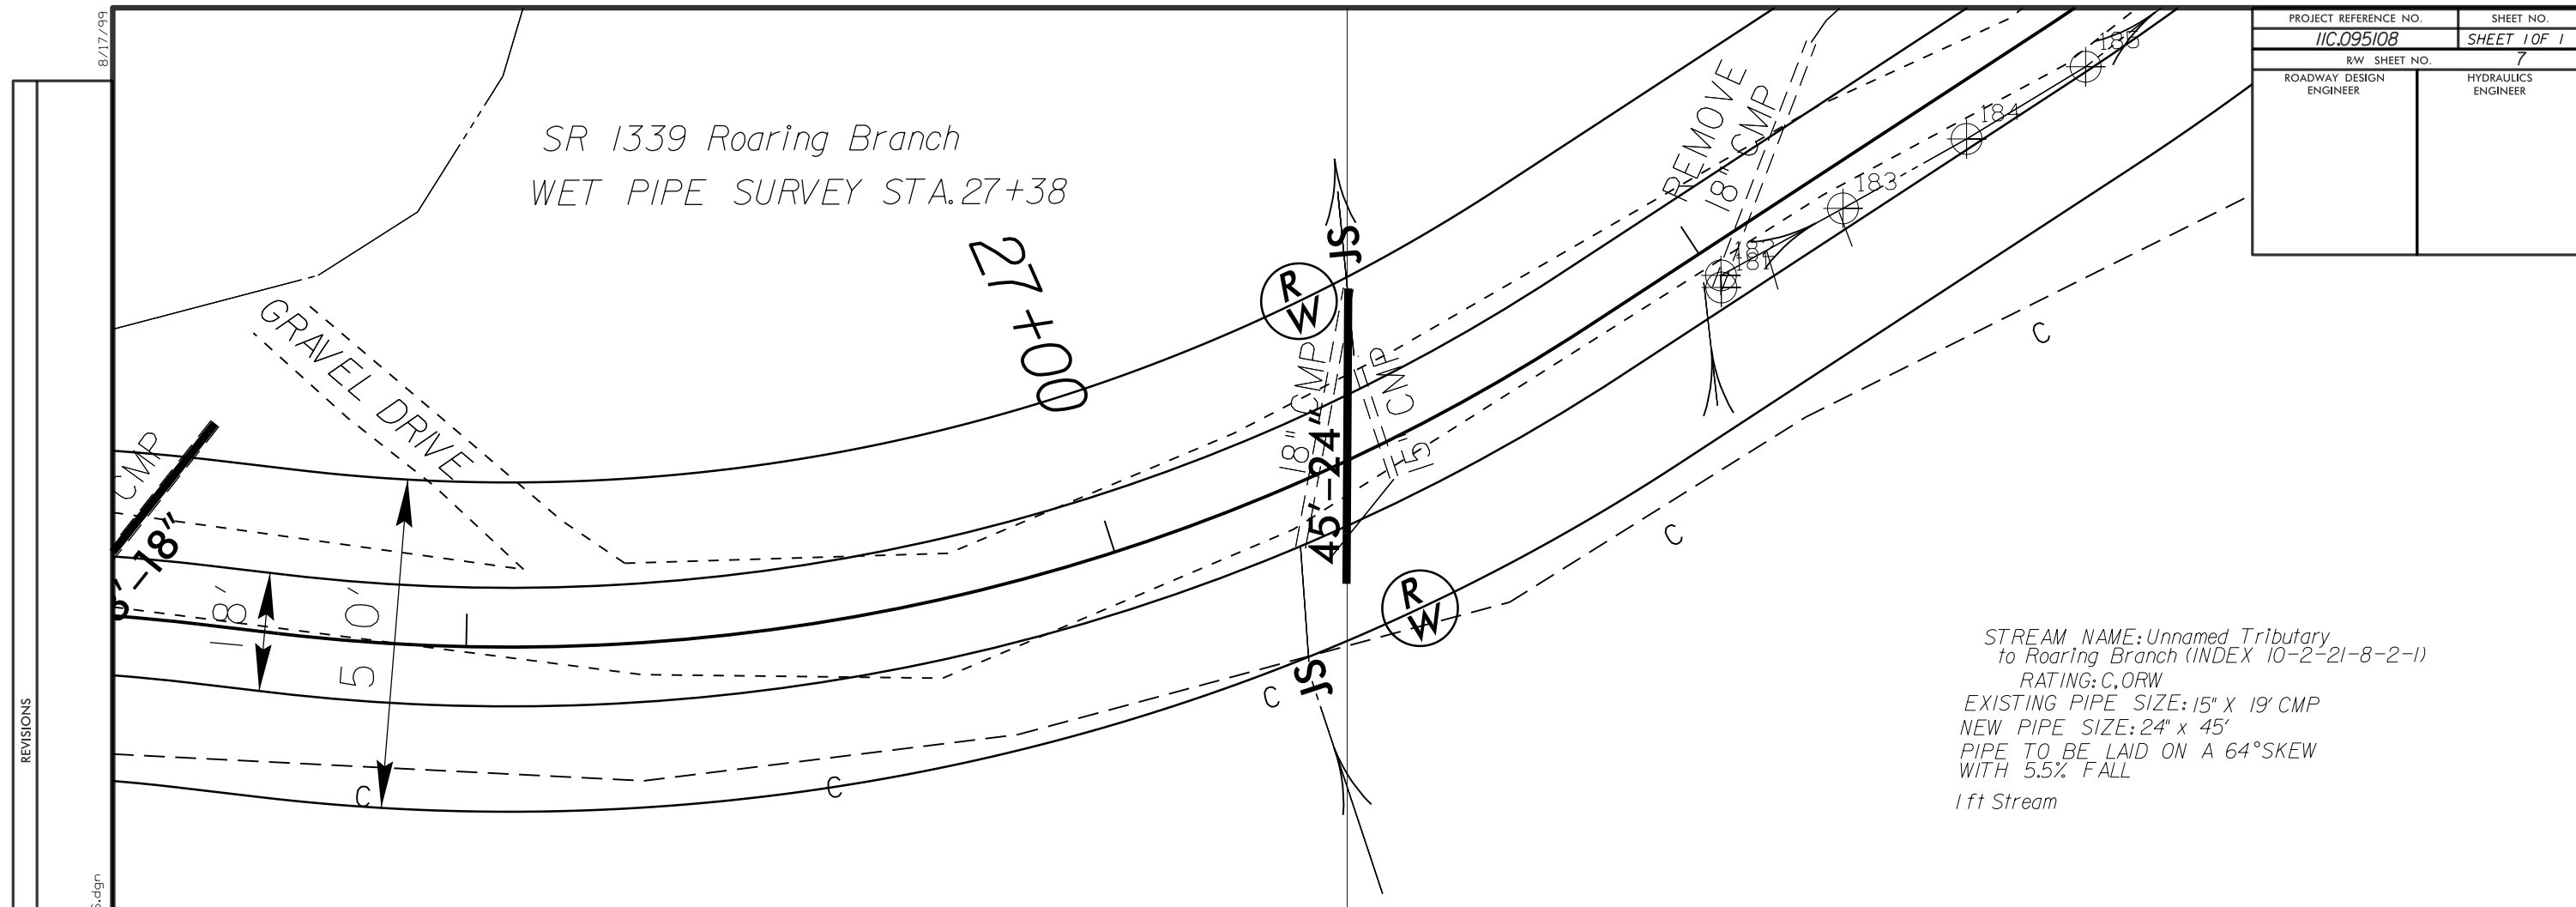 8/17/99
PROJECT REFERENCE NO.
SHEET NO.
11C.095108
SHEET 1 OF 1
RW SHEET NO.
7
ROADWAY DESIGN
ENGINEER
HYDRAULICS
ENGINEER
SR 1339 Roaring Branch
WET PIPE SURVEY STA. 27+38
27+00
REMOVE
18" CMP
185
184
183
GRAVEL DRIVE
JS
R
W
18" CMP
15" CMP
45'-24"
CMP
'-18"
18'
50'
R
W
JS
C
C
C
C
C
STREAM NAME: Unnamed Tributary
to Roaring Branch (INDEX 10-2-21-8-2-1)
RATING: C,ORW
EXISTING PIPE SIZE: 15" X 19' CMP
NEW PIPE SIZE: 24" x 45'
PIPE TO BE LAID ON A 64° SKEW
WITH 5.5% FALL
1 ft Stream
REVISIONS
.dgn